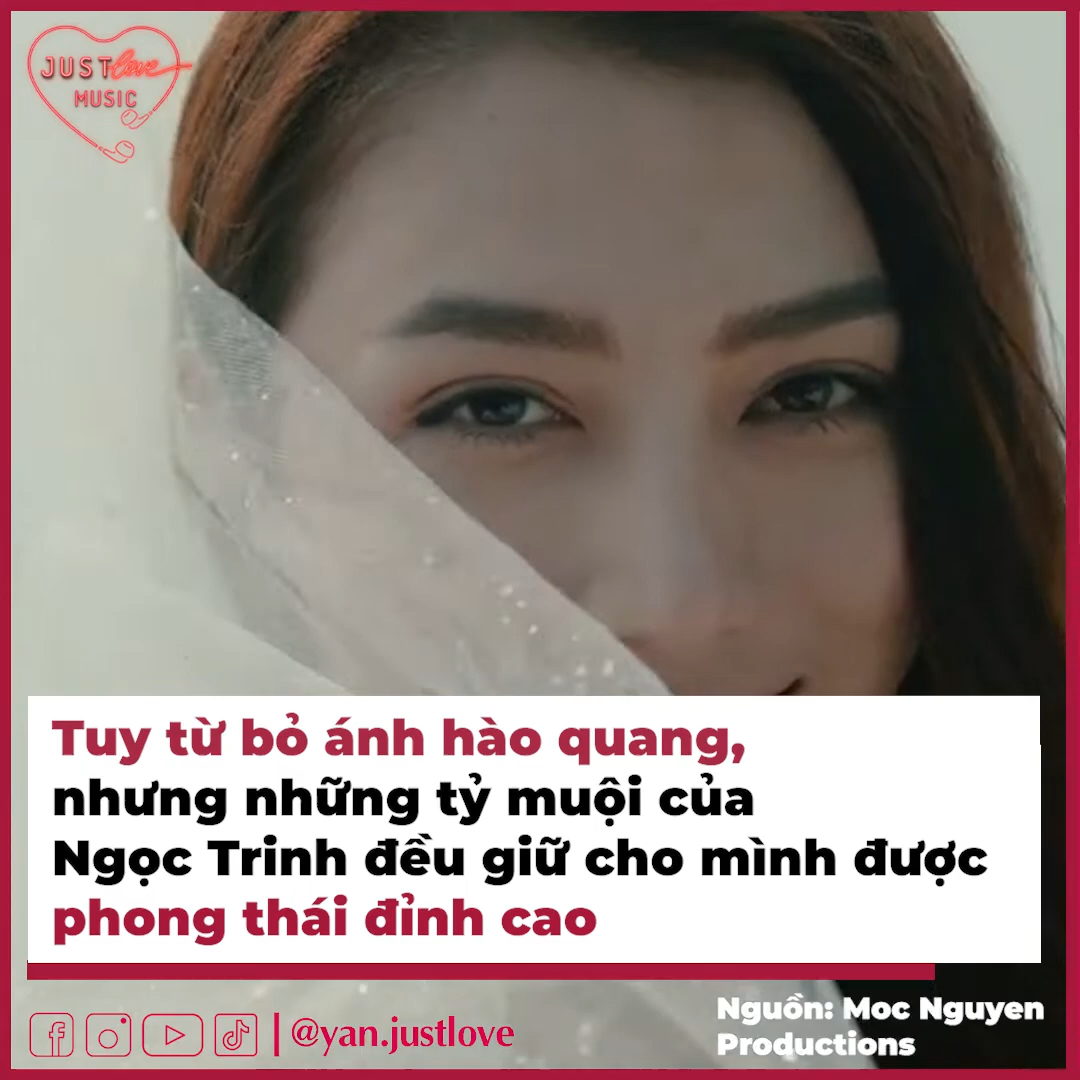 JUST love
MUSIC
Tuy từ bỏ ánh hào quang,
nhưng những tỷ muội của
Ngọc Trinh đều giữ cho mình được
phong thái đỉnh cao
@yan.justlove
Nguồn: Moc Nguyen
Productions